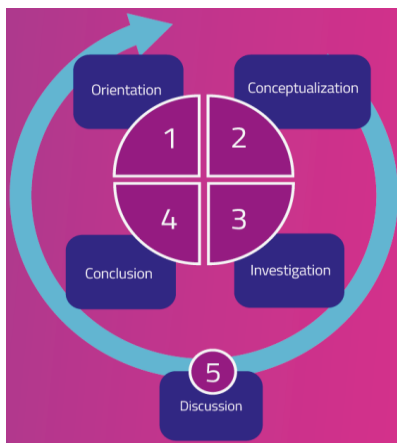 Orientation
Conceptualization
1
2
4
3
Conclusion
Investigation
5
Discussion